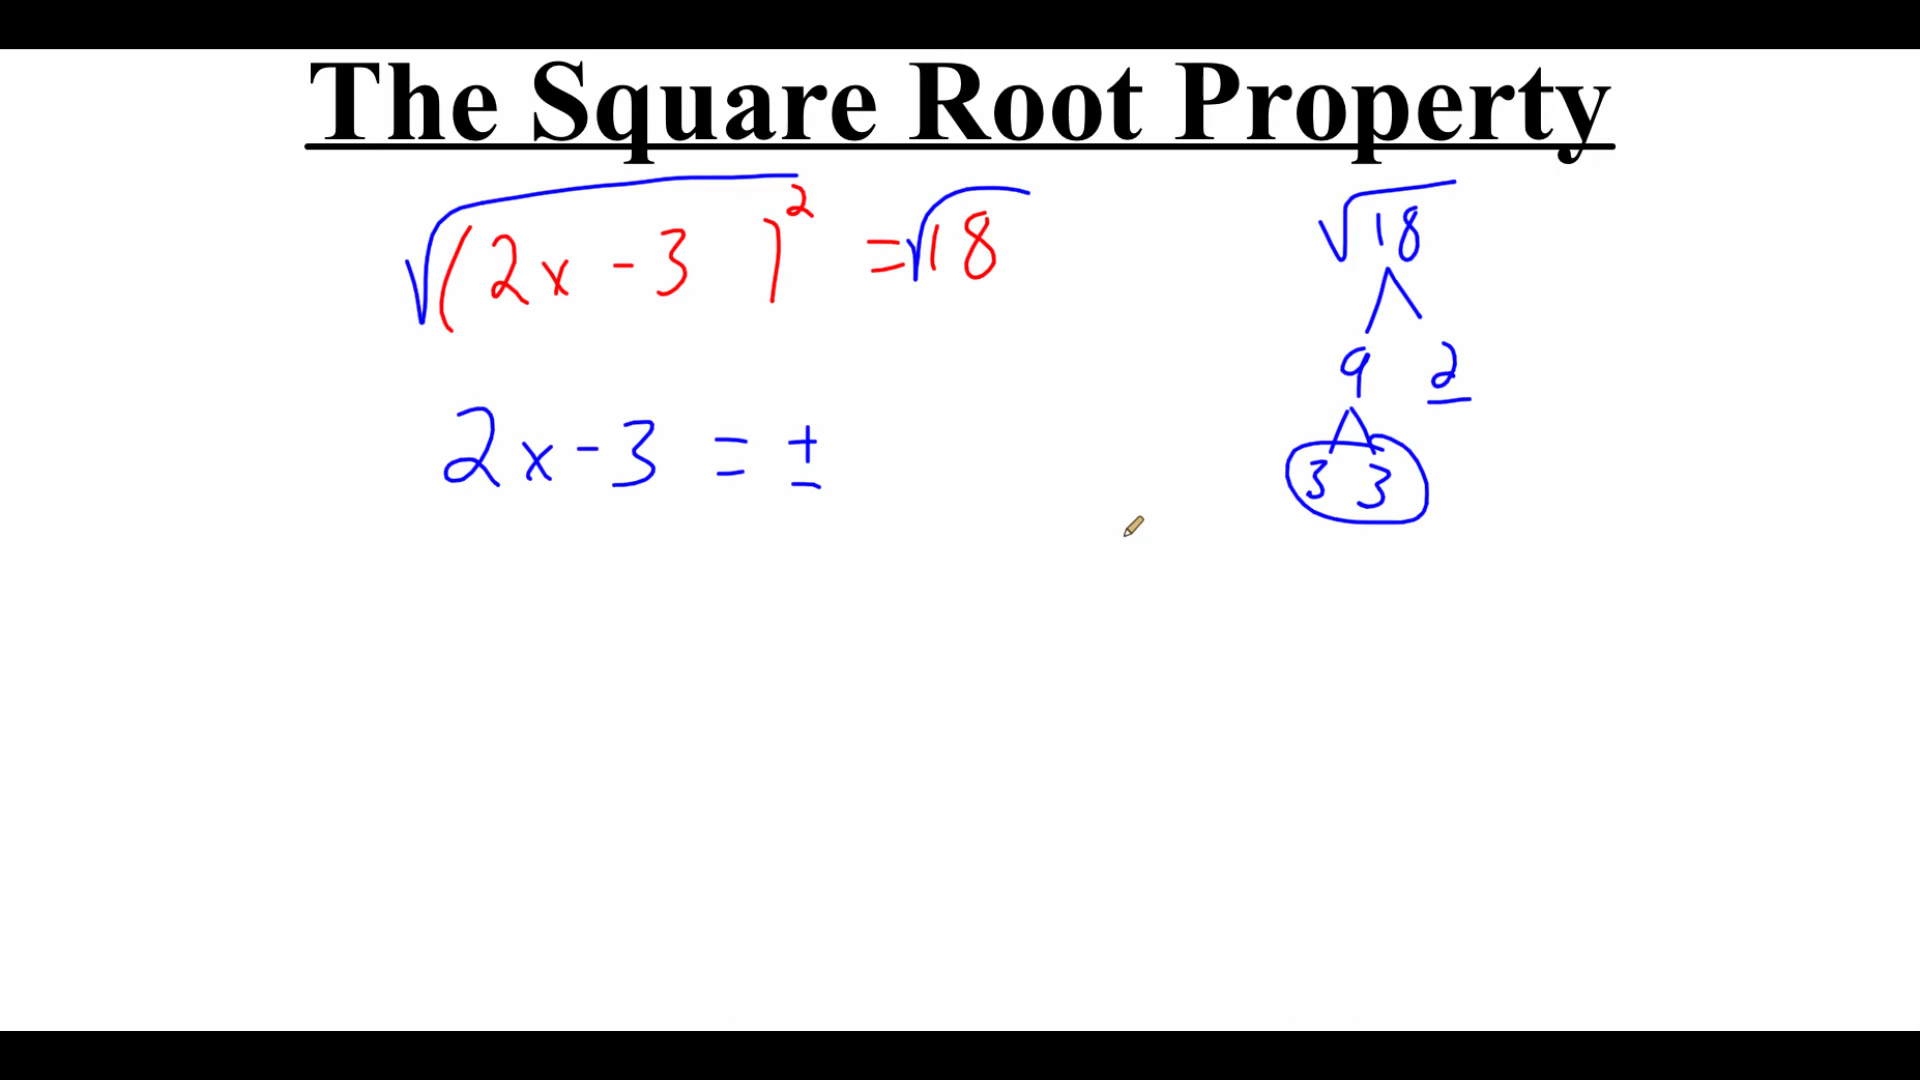 The Square Root Property
√(2x - 3 )² = √18
√18
9 2
2x - 3 = ±
3 3